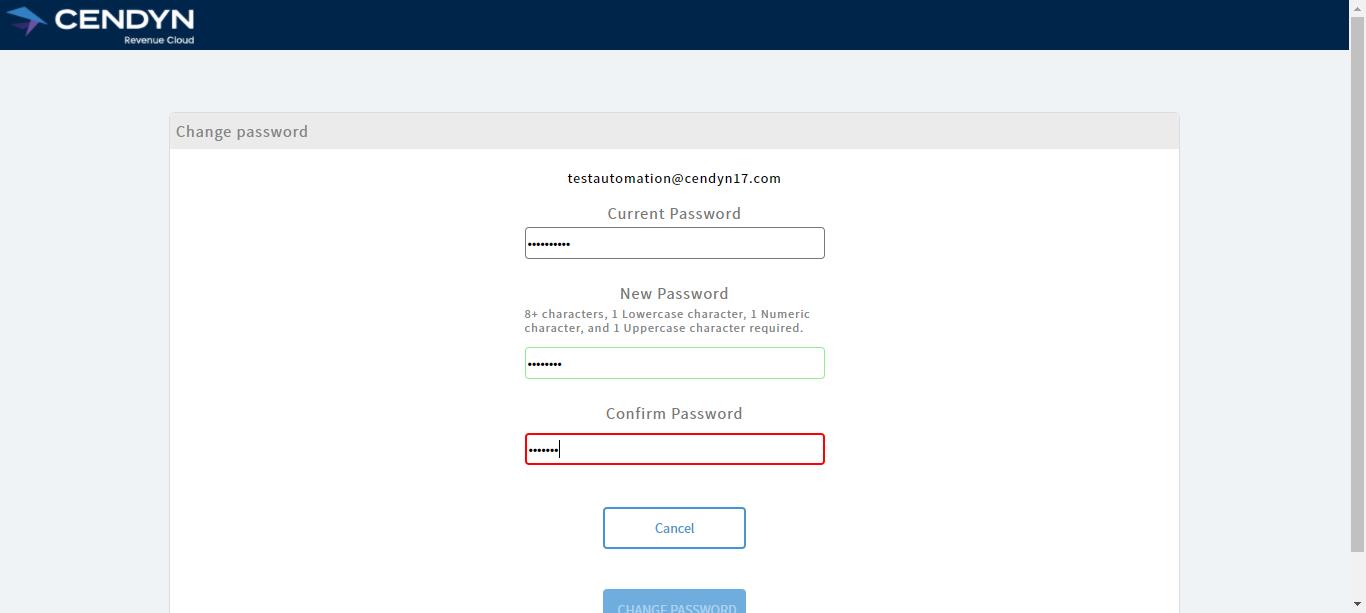 CENDYN
Revenue Cloud
Change password
testautomation@cendyn17.com
Current Password
••••••••••
New Password
8+ characters, 1 Lowercase character, 1 Numeric
character, and 1 Uppercase character required.
••••••••
Confirm Password
•••••••
Cancel
CHANGE PASSWORD